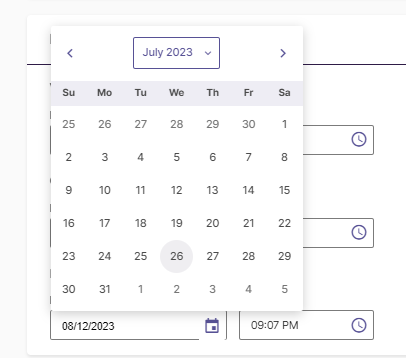 July 2023
Su Mo Tu We Th Fr Sa
25 26 27 28 29 30 1
2 3 4 5 6 7 8
9 10 11 12 13 14 15
16 17 18 19 20 21 22
23 24 25 26 27 28 29
30 31 1 2 3 4 5
08/12/2023 09:07 PM